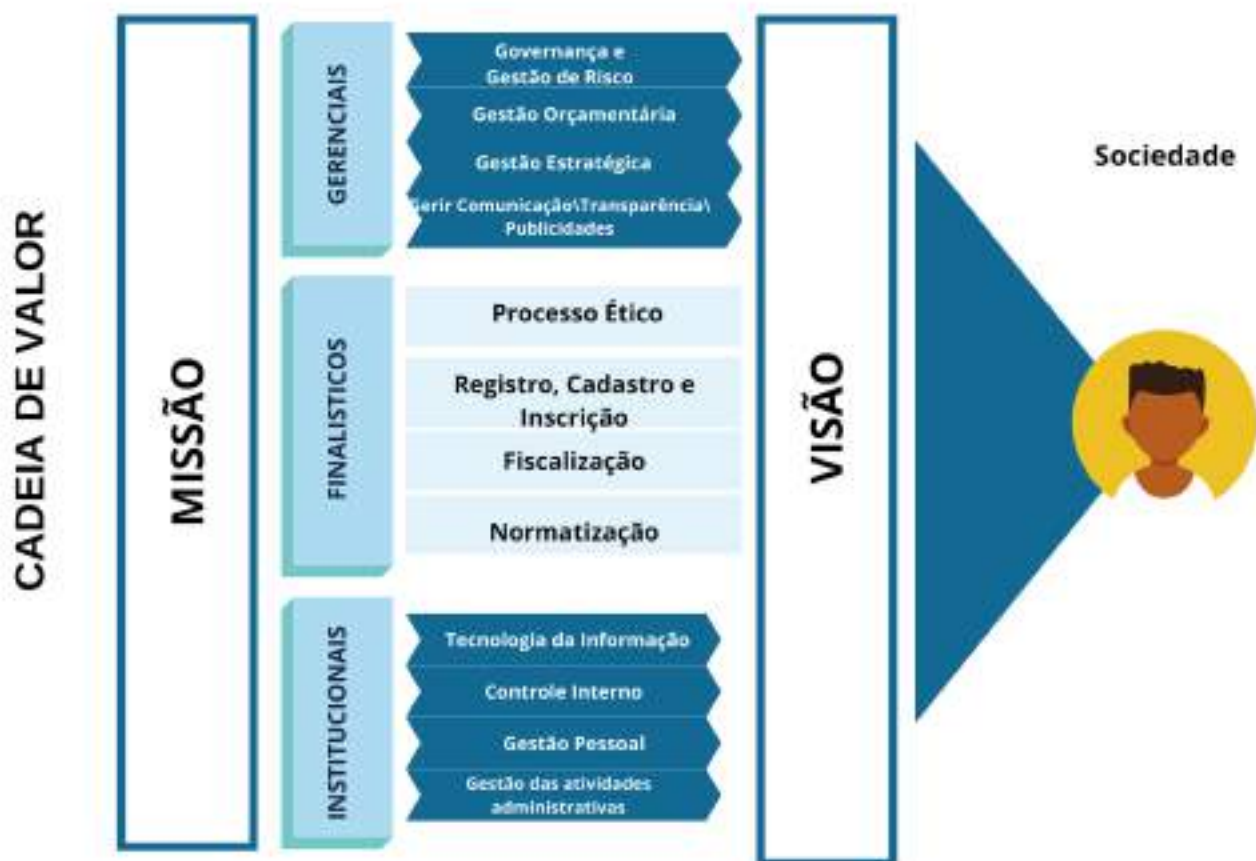 CADEIA DE VALOR
MISSÃO
GERENCIAIS
Governança e
Gestão de Risco
Gestão Orçamentária
Gestão Estratégica
Gerir Comunicação\Transparência\
Publicidades
FINALISTICOS
Processo Ético
Registro, Cadastro e
Inscrição
Fiscalização
Normatização
INSTITUCIONAIS
Tecnologia da Informação
Controle Interno
Gestão Pessoal
Gestão das atividades
administrativas
VISÃO
Sociedade